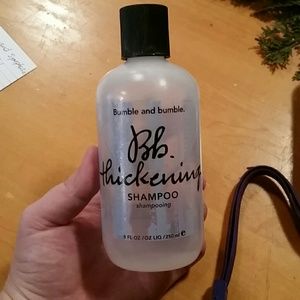 Bumble and bumble.
Bb.
thickening
SHAMPOO
shampooing
8 FL·OZ/OZ LIQ/250 ml e